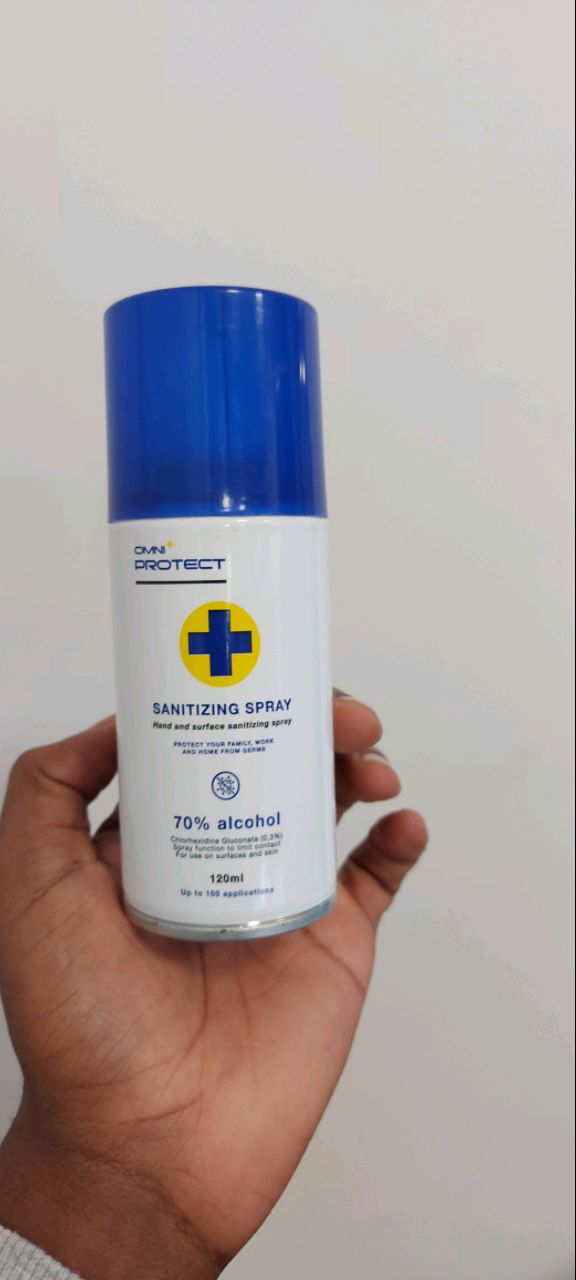 OMNI
PROTECT
SANITIZING SPRAY
Hand and surface sanitizing spray
PROTECT YOUR FAMILY, WORK
AND HOME FROM GERMS
70% alcohol
Chlorhexidine Gluconate (0,3%)
Spray function to limit contact
For use on surfaces and skin
120ml
Up to 100 applications